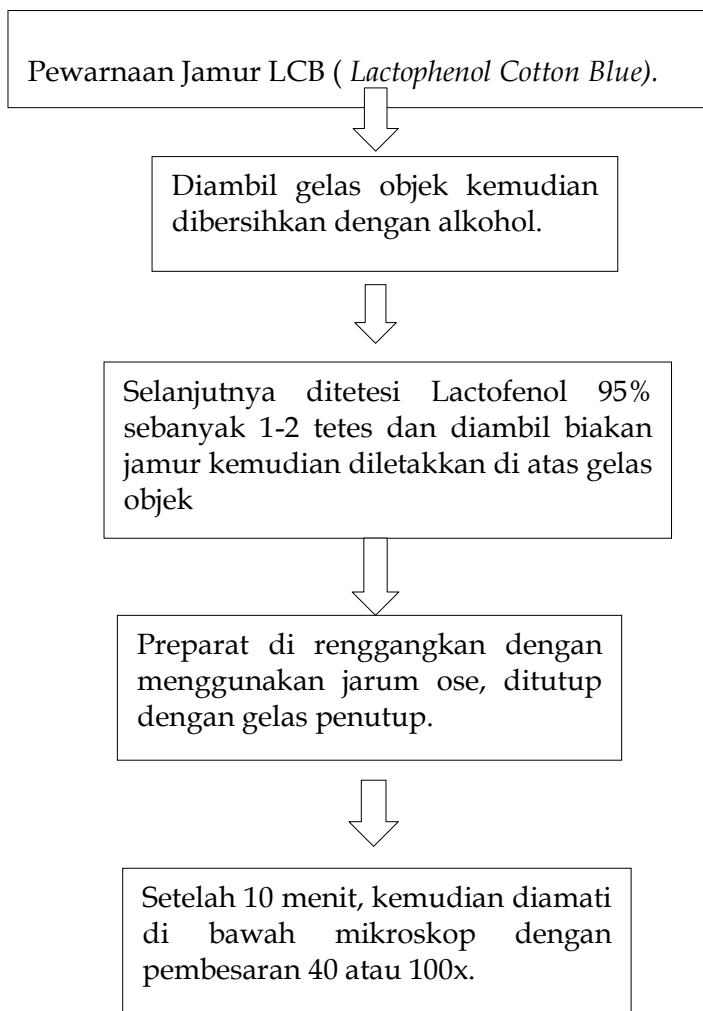 Pewarnaan Jamur LCB ( Lactophenol Cotton Blue).
Diambil gelas objek kemudian
dibersihkan dengan alkohol.
Selanjutnya ditetesi Lactofenol 95%
sebanyak 1-2 tetes dan diambil biakan
jamur kemudian diletakkan di atas gelas
objek
Preparat di renggangkan dengan
menggunakan jarum ose, ditutup
dengan gelas penutup.
Setelah 10 menit, kemudian diamati
di bawah mikroskop dengan
pembesaran 40 atau 100x.